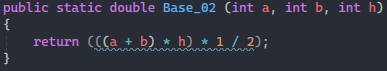 public static double Base_02 (int a, int b, int h)
{
return (((a + b) * h) * 1 / 2);
}